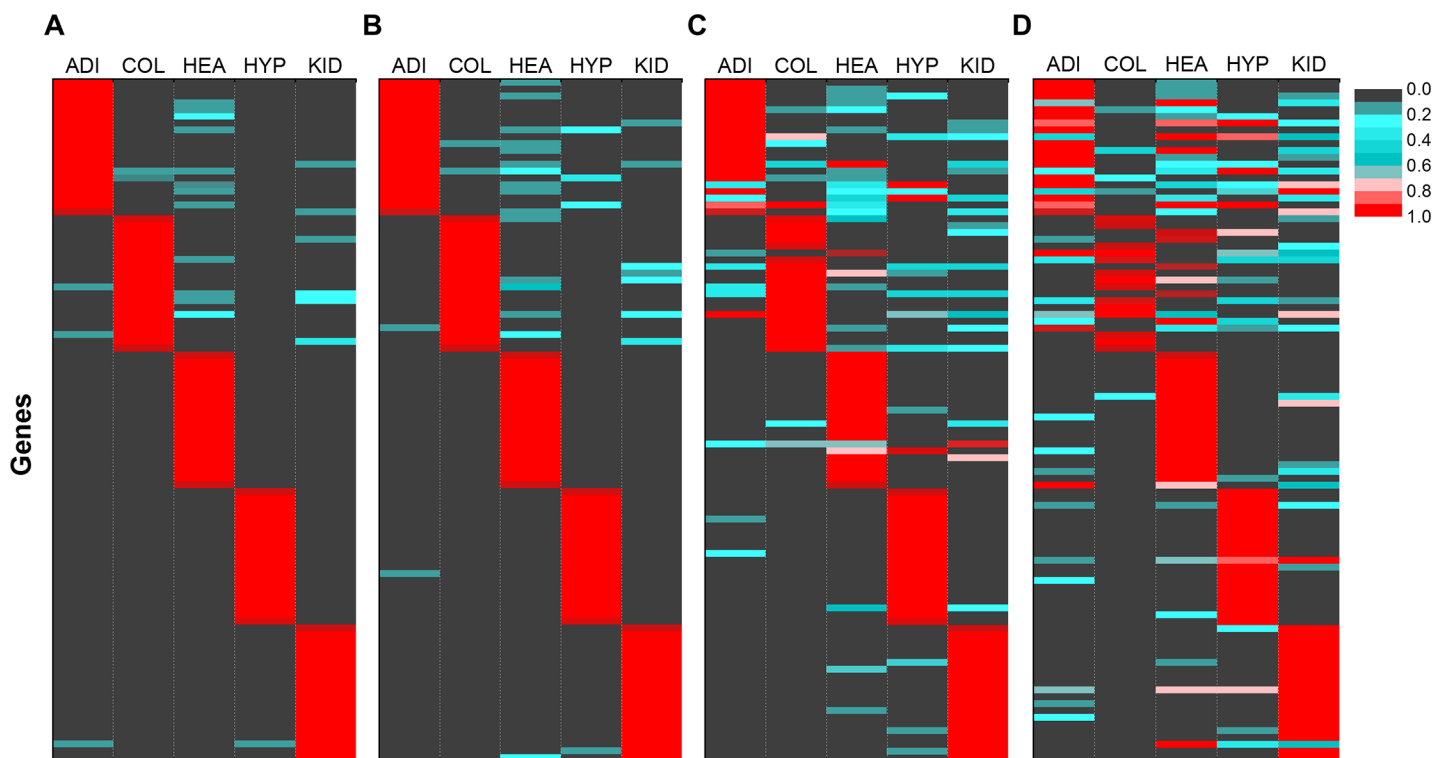 A B C D
ADI COL HEA HYP KID
ADI COL HEA HYP KID
ADI COL HEA HYP KID
ADI COL HEA HYP KID
0.0
0.2
0.4
0.6
0.8
1.0
Genes